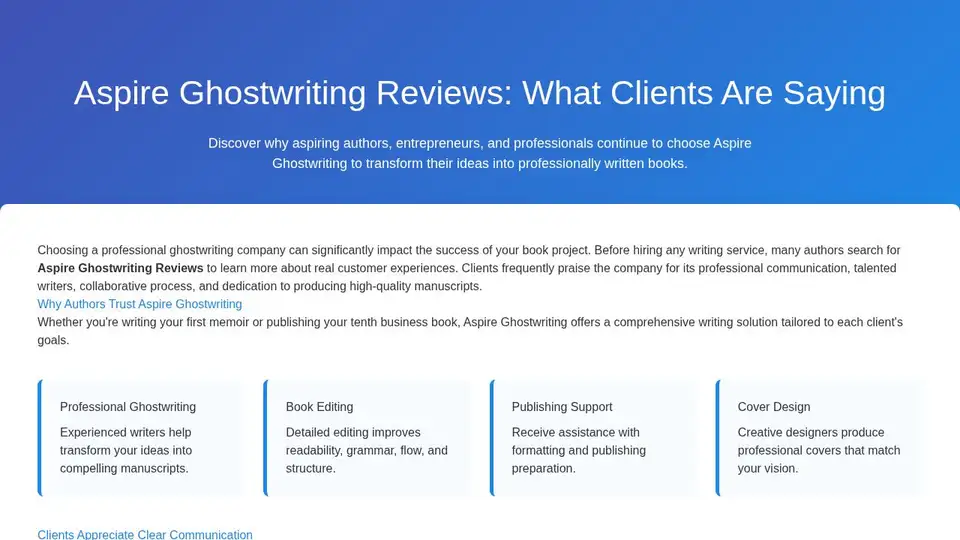 Aspire Ghostwriting Reviews: What Clients Are Saying
Discover why aspiring authors, entrepreneurs, and professionals continue to choose Aspire
Ghostwriting to transform their ideas into professionally written books.
Choosing a professional ghostwriting company can significantly impact the success of your book project. Before hiring any writing service, many authors search for
Aspire Ghostwriting Reviews to learn more about real customer experiences. Clients frequently praise the company for its professional communication, talented
writers, collaborative process, and dedication to producing high-quality manuscripts.
Why Authors Trust Aspire Ghostwriting
Whether you're writing your first memoir or publishing your tenth business book, Aspire Ghostwriting offers a comprehensive writing solution tailored to each client's
goals.
Professional Ghostwriting
Experienced writers help
transform your ideas into
compelling manuscripts.
Book Editing
Detailed editing improves
readability, grammar, flow, and
structure.
Publishing Support
Receive assistance with
formatting and publishing
preparation.
Cover Design
Creative designers produce
professional covers that match
your vision.
Clients Appreciate Clear Communication